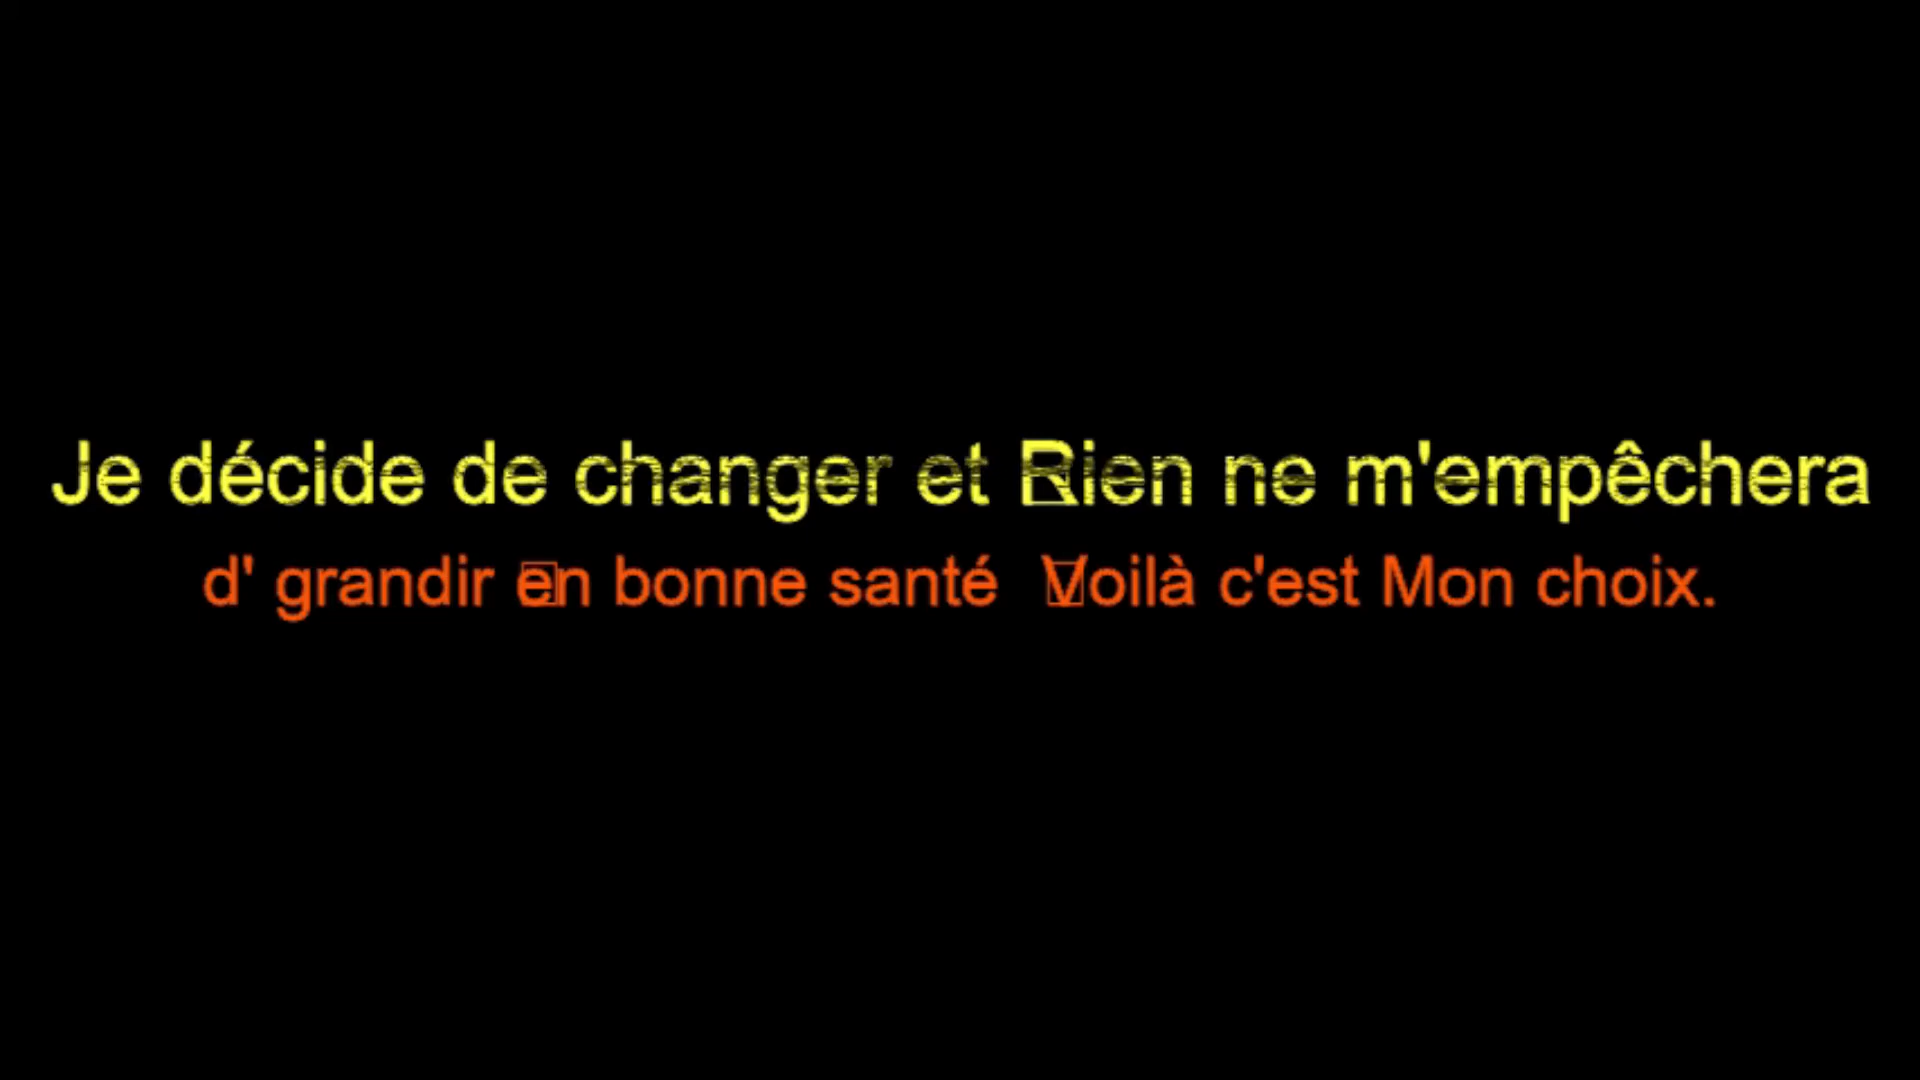 Je décide de changer et Rien ne m'empêchera
d' grandir en bonne santé Voilà c'est Mon choix.